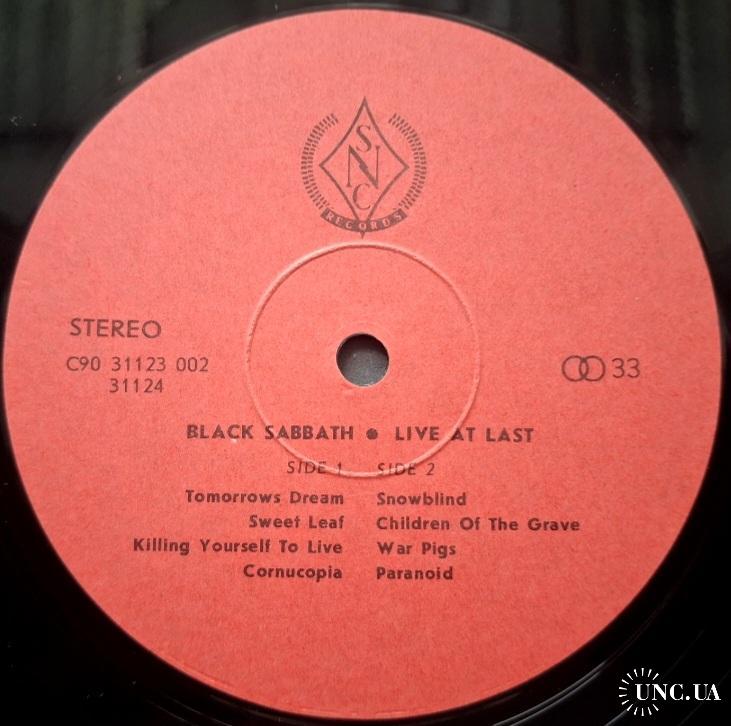 S
N
C
RECORDS
STEREO
C90 31123 002
31124
33
BLACK SABBATH ● LIVE AT LAST
SIDE 1 SIDE 2
Tomorrows Dream Snowblind
Sweet Leaf Children Of The Grave
Killing Yourself To Live War Pigs
Cornucopia Paranoid
UNC.UA